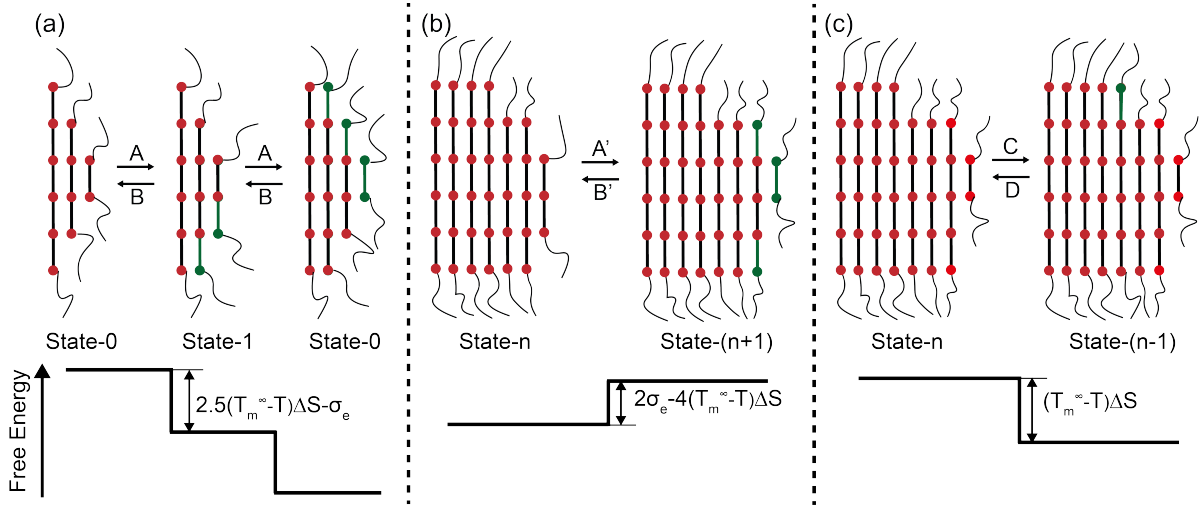 (a)
A
B
A
B
State-0
State-1
State-0
Free Energy
2.5(Tₘ^∞-T)ΔS-σₑ
(b)
A'
B'
State-n
State-(n+1)
2σₑ-4(Tₘ^∞-T)ΔS
(c)
C
D
State-n
State-(n-1)
(Tₘ^∞-T)ΔS